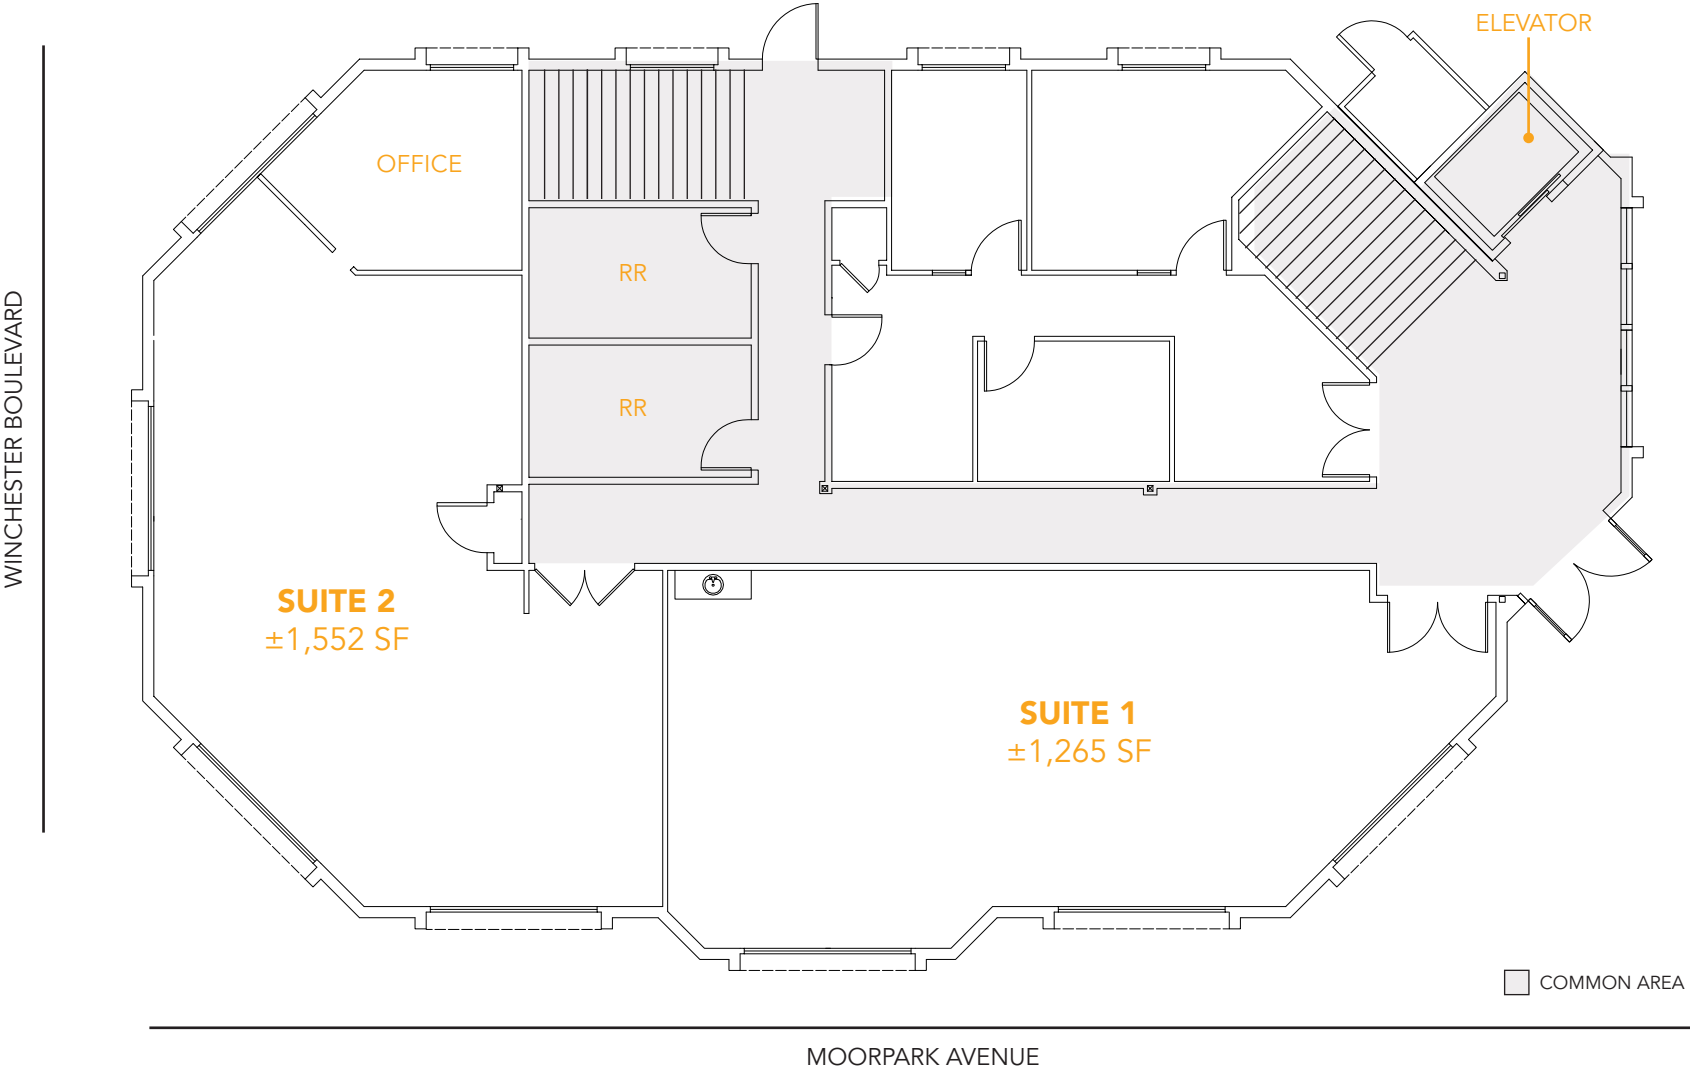 ELEVATOR
OFFICE
RR
RR
WINCHESTER BOULEVARD
SUITE 2
±1,552 SF
SUITE 1
±1,265 SF
COMMON AREA
MOORPARK AVENUE